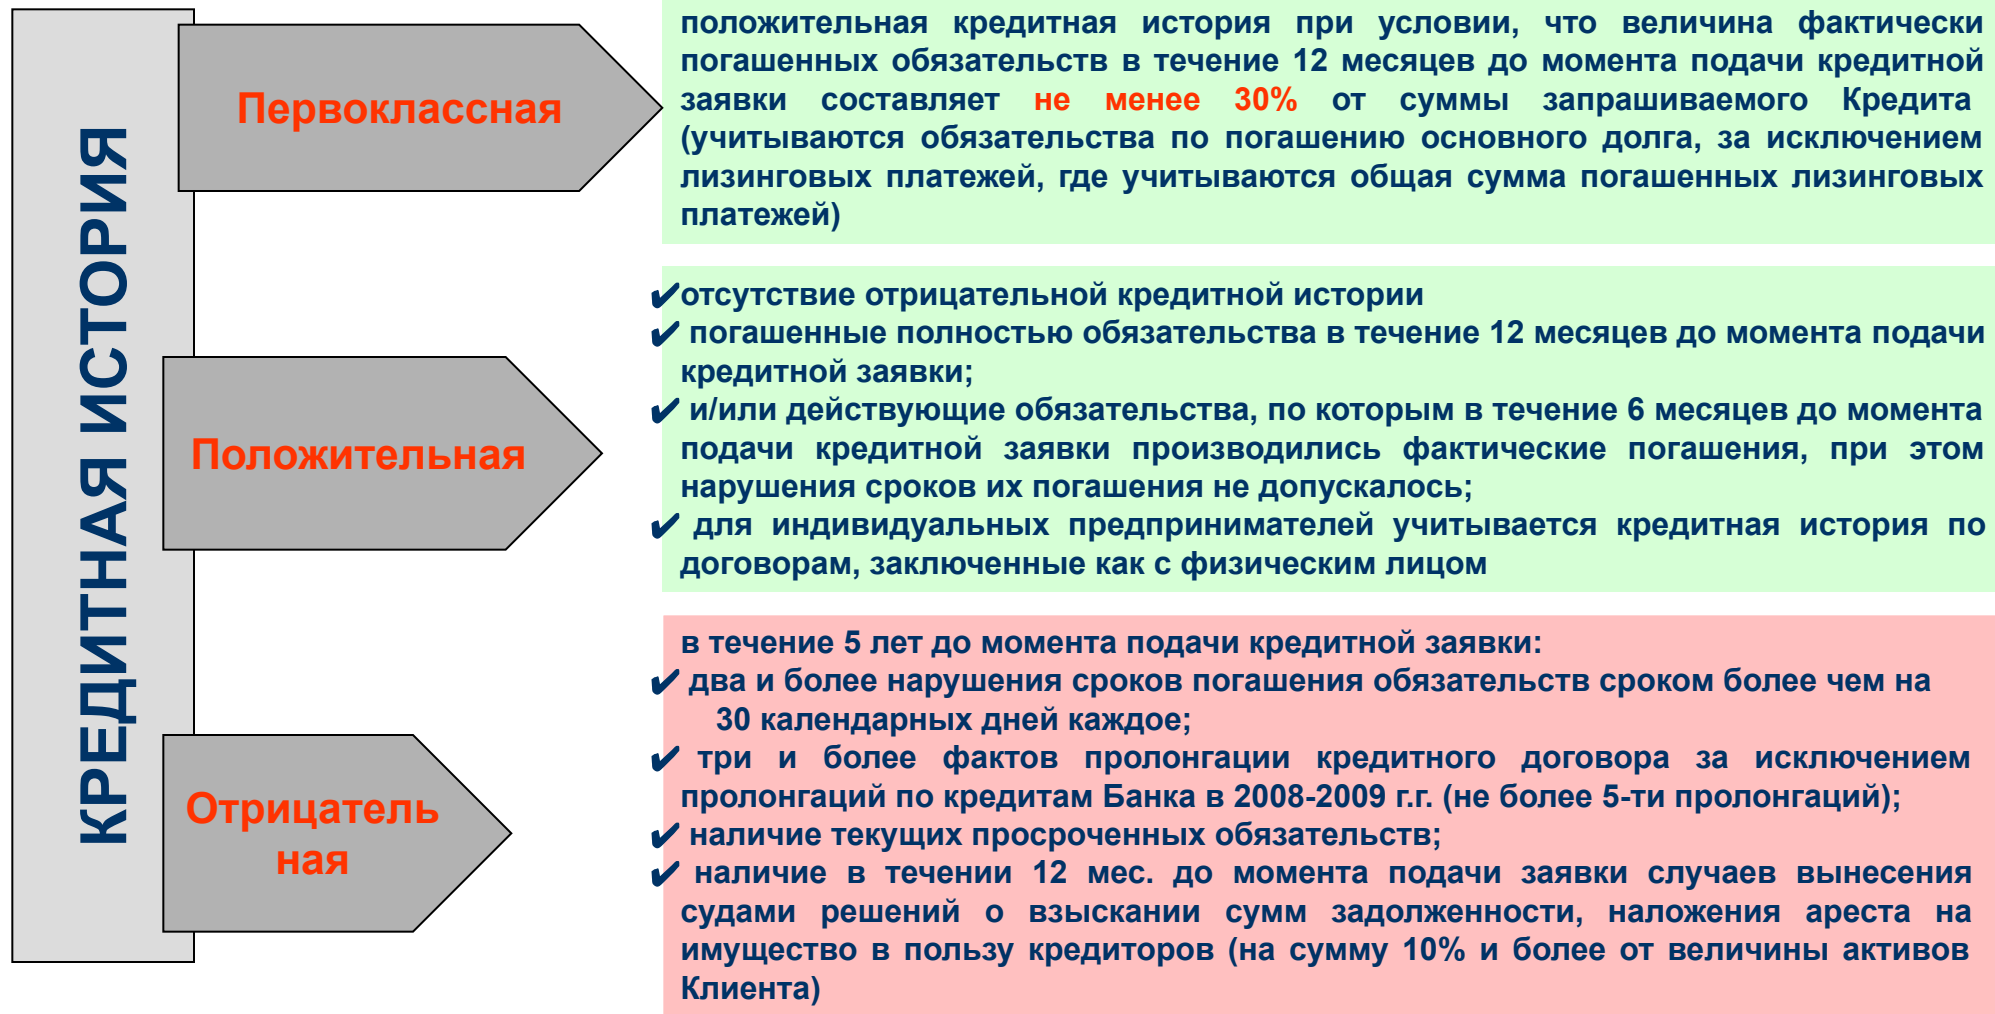 КРЕДИТНАЯ ИСТОРИЯ
Первоклассная
положительная кредитная история при условии, что величина фактически
погашенных обязательств в течение 12 месяцев до момента подачи кредитной
заявки составляет не менее 30% от суммы запрашиваемого Кредита
(учитываются обязательства по погашению основного долга, за исключением
лизинговых платежей, где учитываются общая сумма погашенных лизинговых
платежей)
Положительная
✔отсутствие отрицательной кредитной истории
✔ погашенные полностью обязательства в течение 12 месяцев до момента подачи
кредитной заявки;
✔ и/или действующие обязательства, по которым в течение 6 месяцев до момента
подачи кредитной заявки производились фактические погашения, при этом
нарушения сроков их погашения не допускалось;
✔ для индивидуальных предпринимателей учитывается кредитная история по
договорам, заключенные как с физическим лицом
Отрицатель
ная
в течение 5 лет до момента подачи кредитной заявки:
✔ два и более нарушения сроков погашения обязательств сроком более чем на
30 календарных дней каждое;
✔ три и более фактов пролонгации кредитного договора за исключением
пролонгаций по кредитам Банка в 2008-2009 г.г. (не более 5-ти пролонгаций);
✔ наличие текущих просроченных обязательств;
✔ наличие в течении 12 мес. до момента подачи заявки случаев вынесения
судами решений о взыскании сумм задолженности, наложения ареста на
имущество в пользу кредиторов (на сумму 10% и более от величины активов
Клиента)